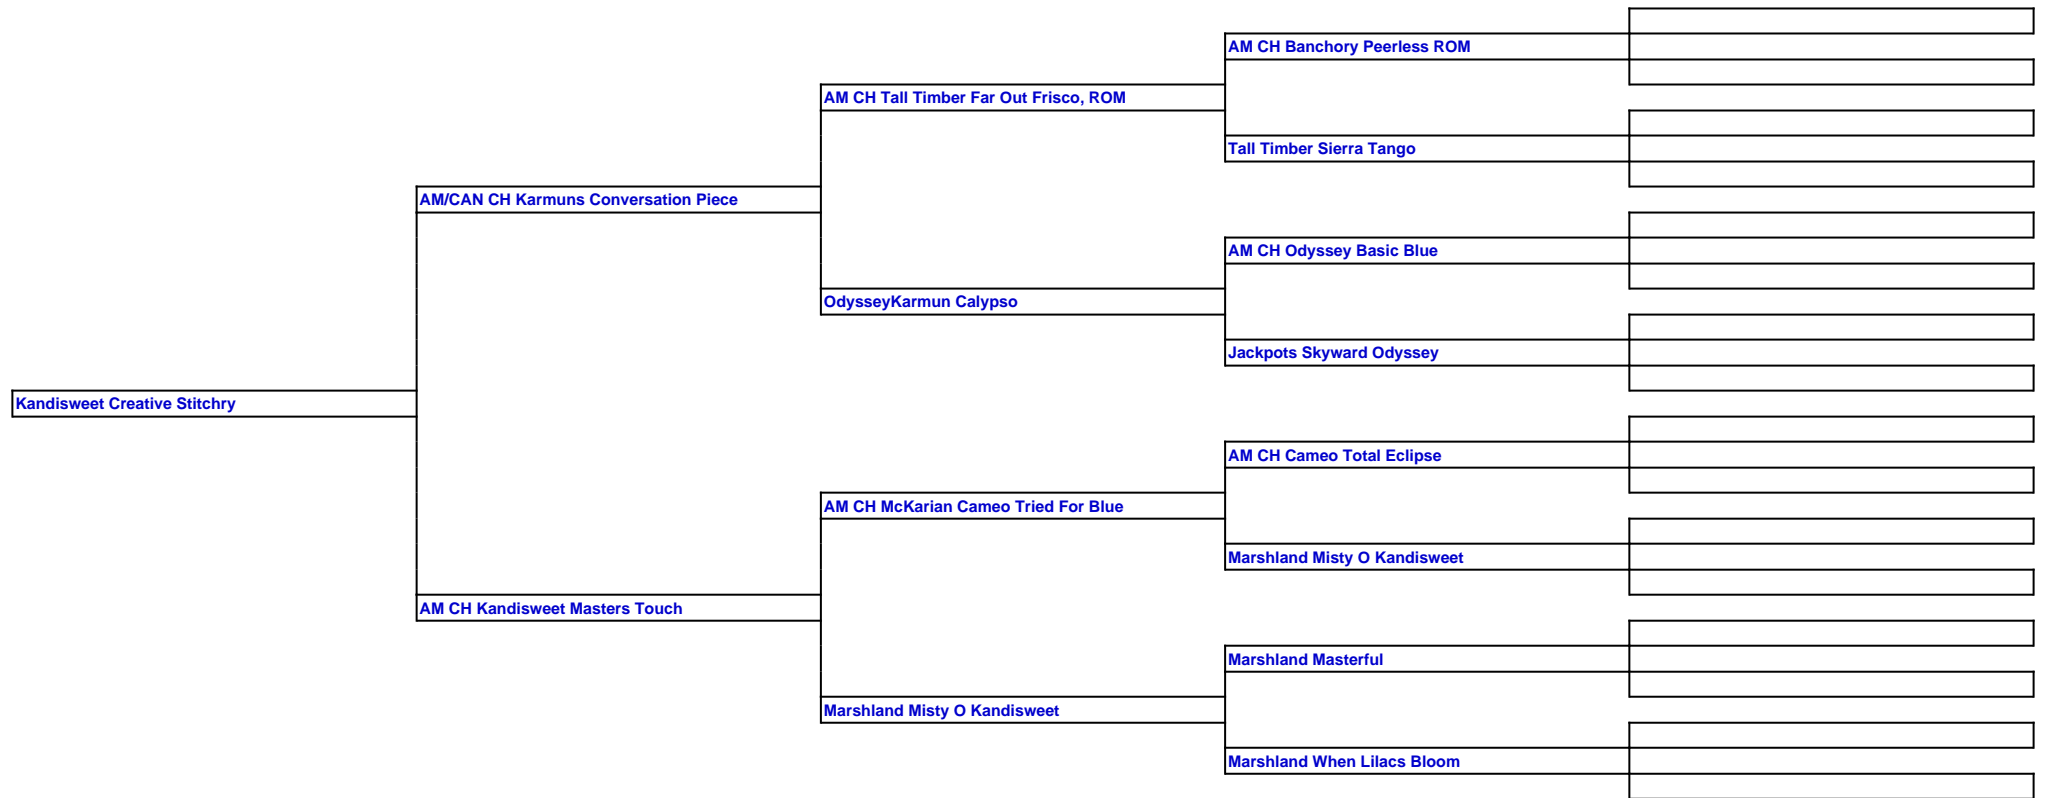 AM CH Banchory Peerless ROM
AM CH Tall Timber Far Out Frisco, ROM
Tall Timber Sierra Tango
AM/CAN CH Karmuns Conversation Piece
AM CH Odyssey Basic Blue
OdysseyKarmun Calypso
Jackpots Skyward Odyssey
Kandisweet Creative Stitchry
AM CH Cameo Total Eclipse
AM CH McKarian Cameo Tried For Blue
Marshland Misty O Kandisweet
AM CH Kandisweet Masters Touch
Marshland Masterful
Marshland Misty O Kandisweet
Marshland When Lilacs Bloom